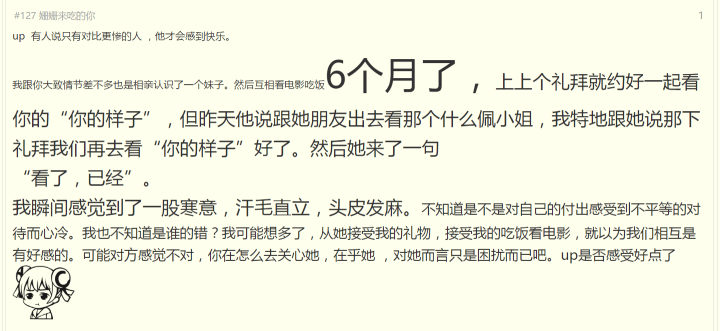 #127 姗姗来吃的你 1
up 有人说只有对比更惨的人 ，他才会感到快乐。
我跟你大致情节差不多也是相亲认识了一个妹子。然后互相看电影吃饭6个月了 ，上上个礼拜就约好一起看
你的“你的样子”，但昨天他说跟她朋友出去看那个什么佩小姐，我特地跟她说那下
礼拜我们再去看“你的样子”好了。然后她来了一句
“看了，已经”。
我瞬间感觉到了一股寒意，汗毛直立，头皮发麻。不知道是不是对自己的付出感受到不平等的对
待而心冷。我也不知道是谁的错？我可能想多了，从她接受我的礼物，接受我的吃饭看电影，就以为我们相互是
有好感的。可能对方感觉不对，你在怎么去关心她，在乎她 ，对她而言只是困扰而已吧。up是否感受好点了